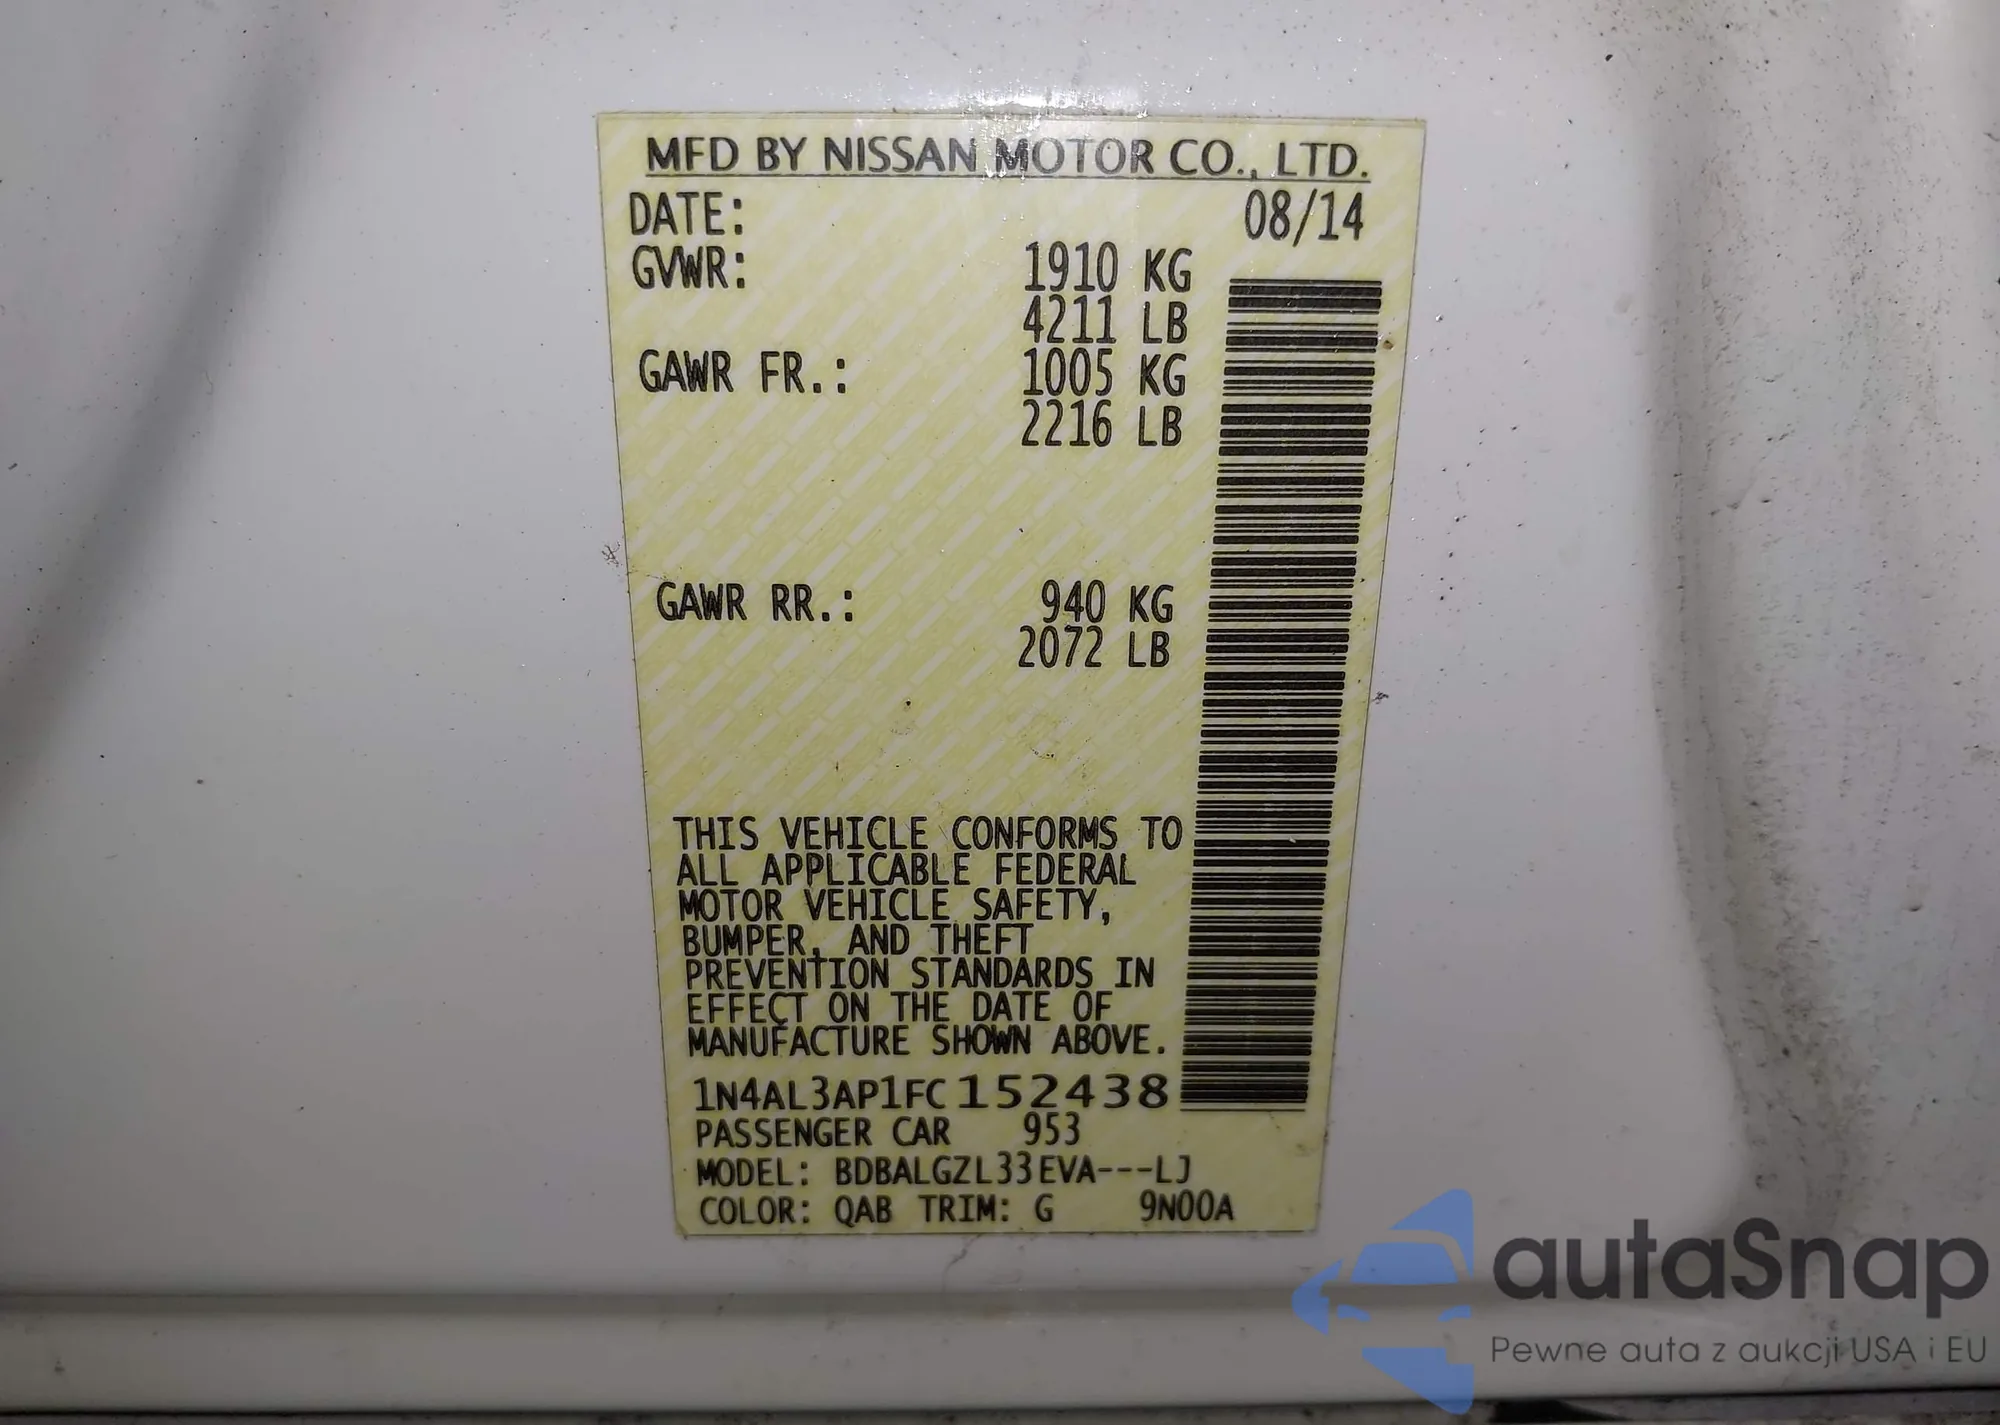 MFD BY NISSAN MOTOR CO., LTD.
DATE: 08/14
GVWR: 1910 KG
4211 LB
GAWR FR.: 1005 KG
2216 LB
GAWR RR.: 940 KG
2072 LB
THIS VEHICLE CONFORMS TO
ALL APPLICABLE FEDERAL
MOTOR VEHICLE SAFETY,
BUMPER, AND THEFT
PREVENTION STANDARDS IN
EFFECT ON THE DATE OF
MANUFACTURE SHOWN ABOVE.
1N4AL3AP1FC152438
PASSENGER CAR 953
MODEL: BDBALGZL33EVA---LJ
COLOR: QAB TRIM: G 9N00A
autaSnap
Pewne auta z aukcji USA i EU